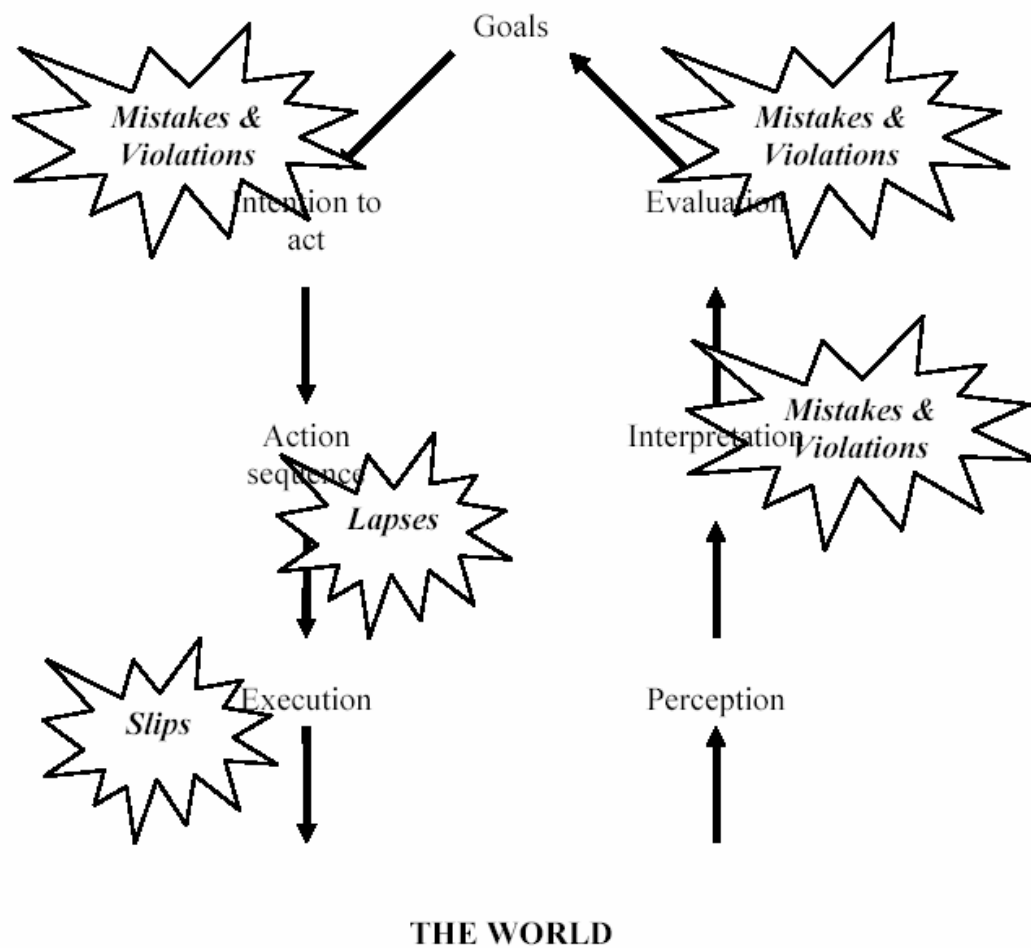 Goals
Mistakes &
Violations
Mistakes &
Violations
Intention to
act
Evaluation
Action
sequence
Interpretation
Mistakes &
Violations
Lapses
Execution
Slips
Perception
THE WORLD